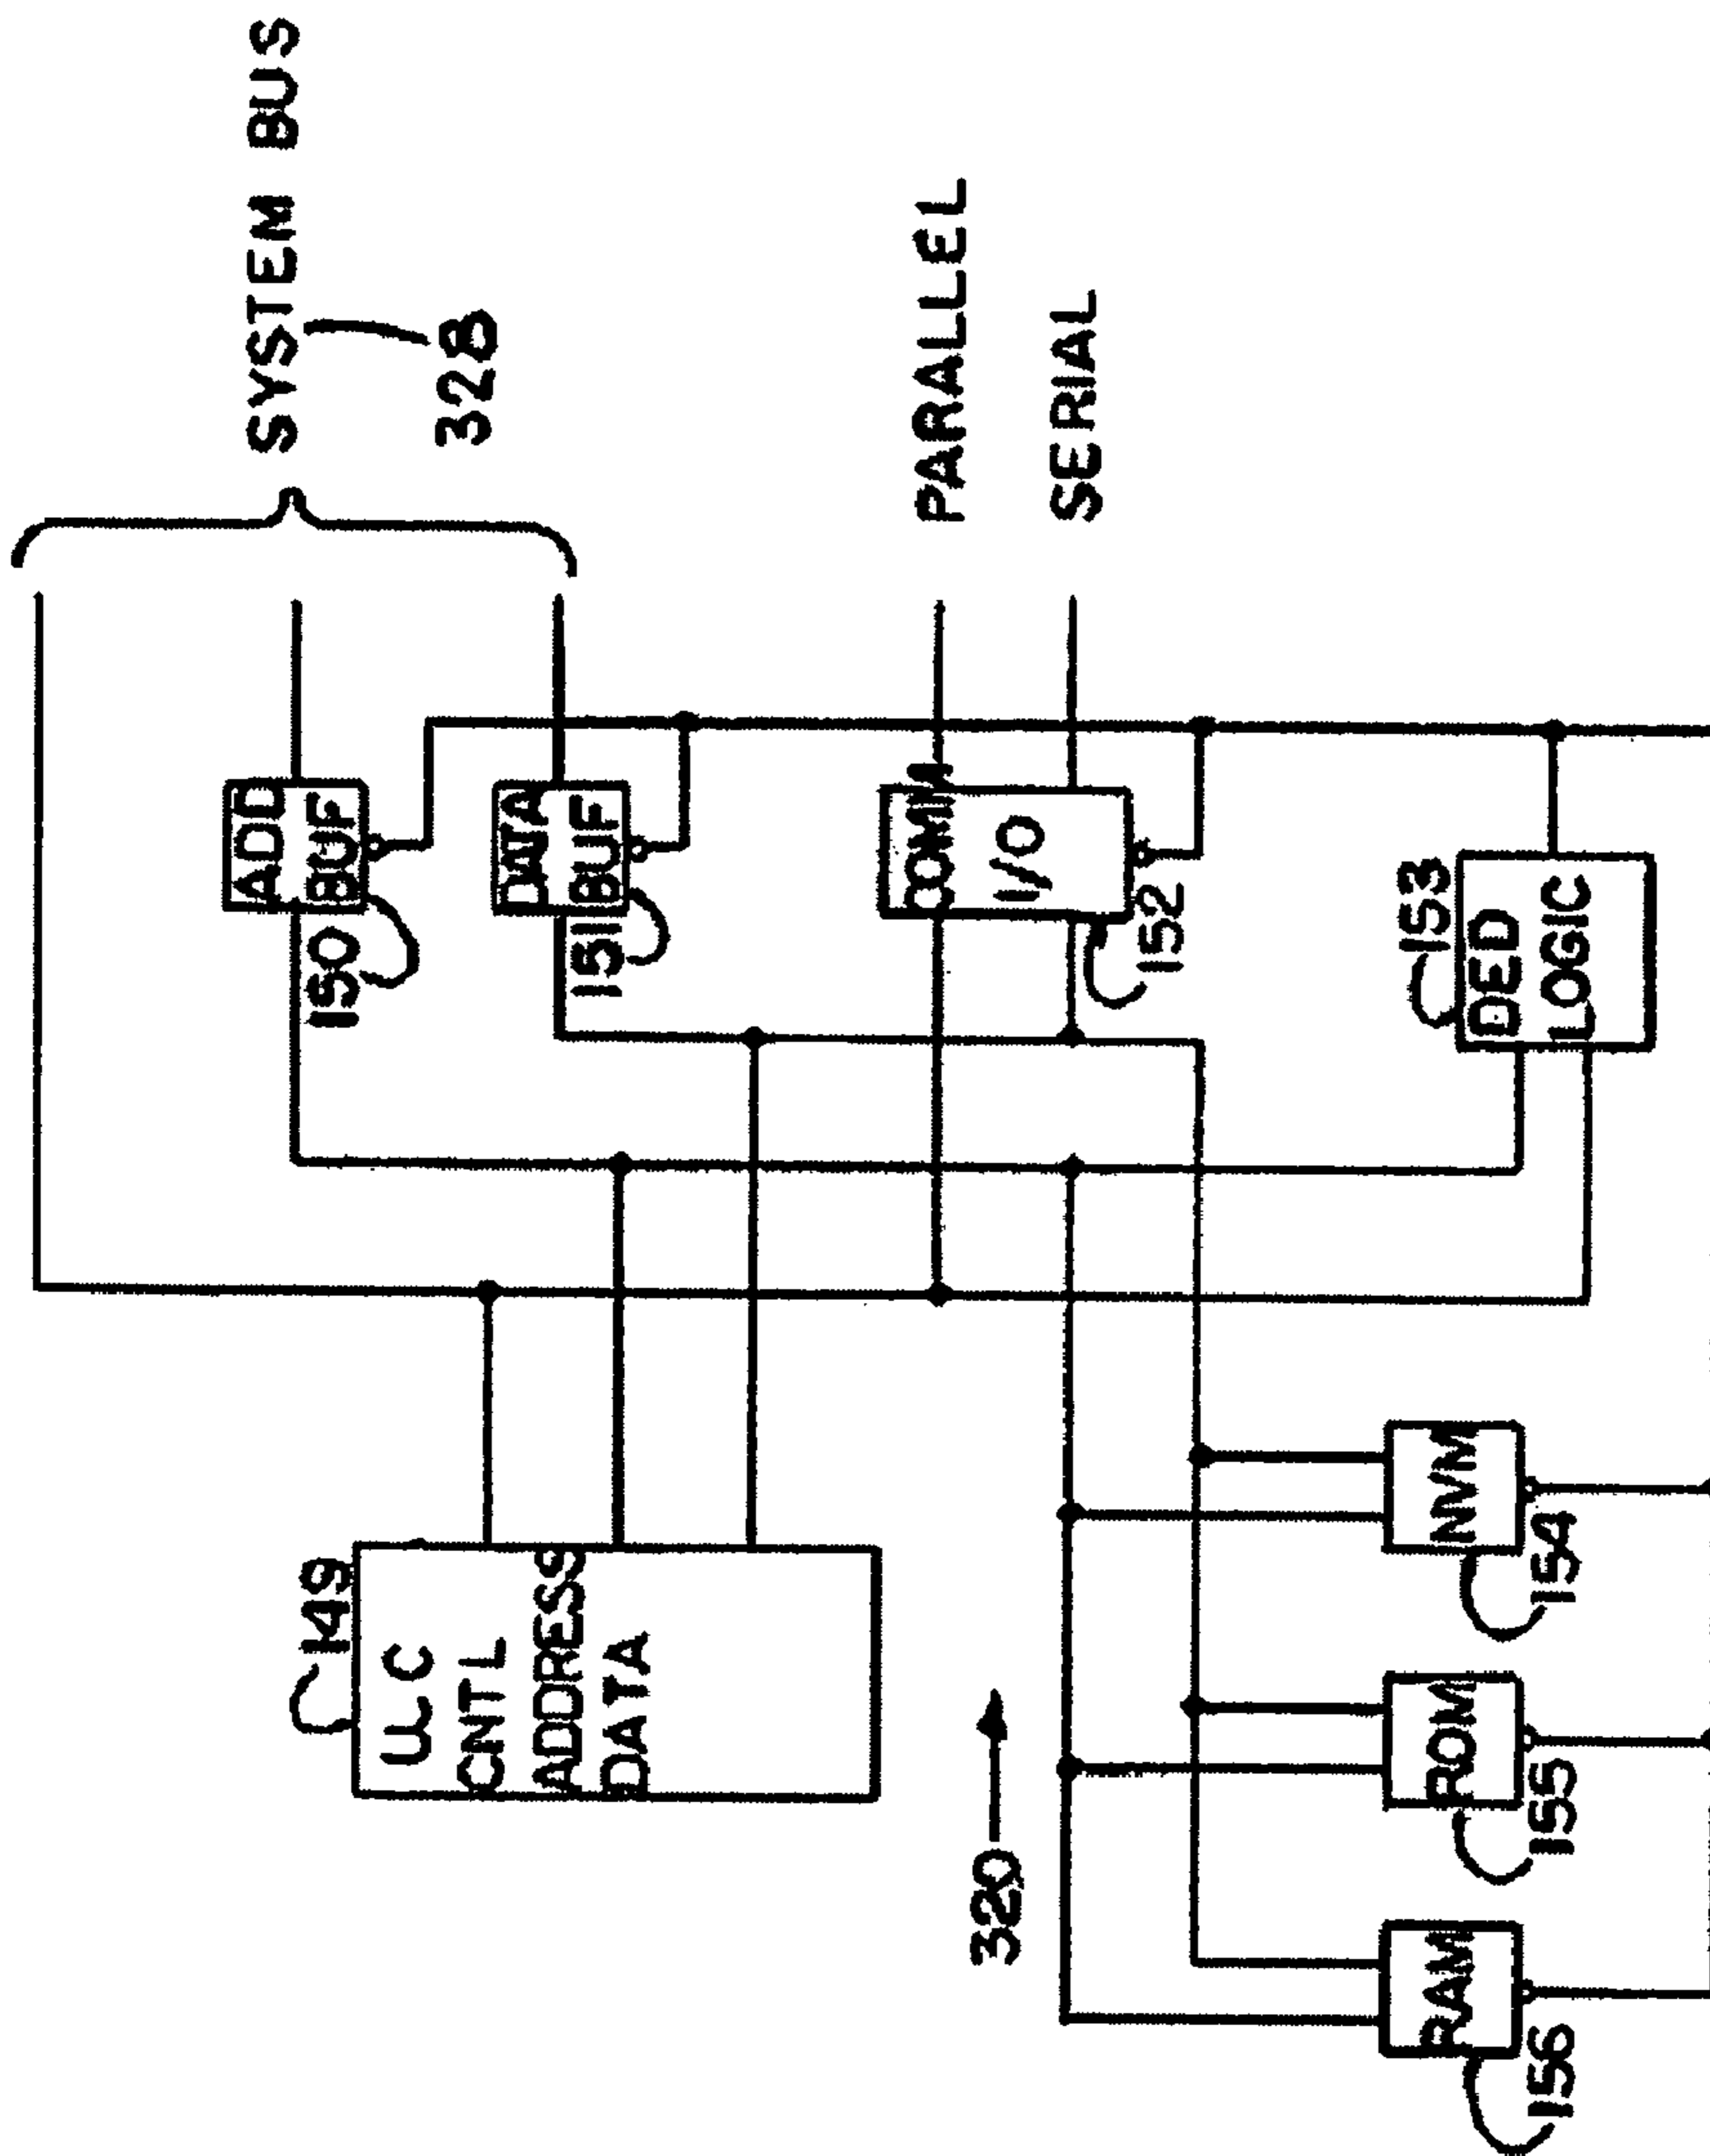 SYSTEM BUS
328
PARALLEL
SERIAL
ADD
BUF
150
DATA
BUF
151
COMM
I/O
152
153
DED
LOGIC
149
U.C
CNTL
ADDRESS
DATA
320
NVM
154
ROM
155
RAM
156